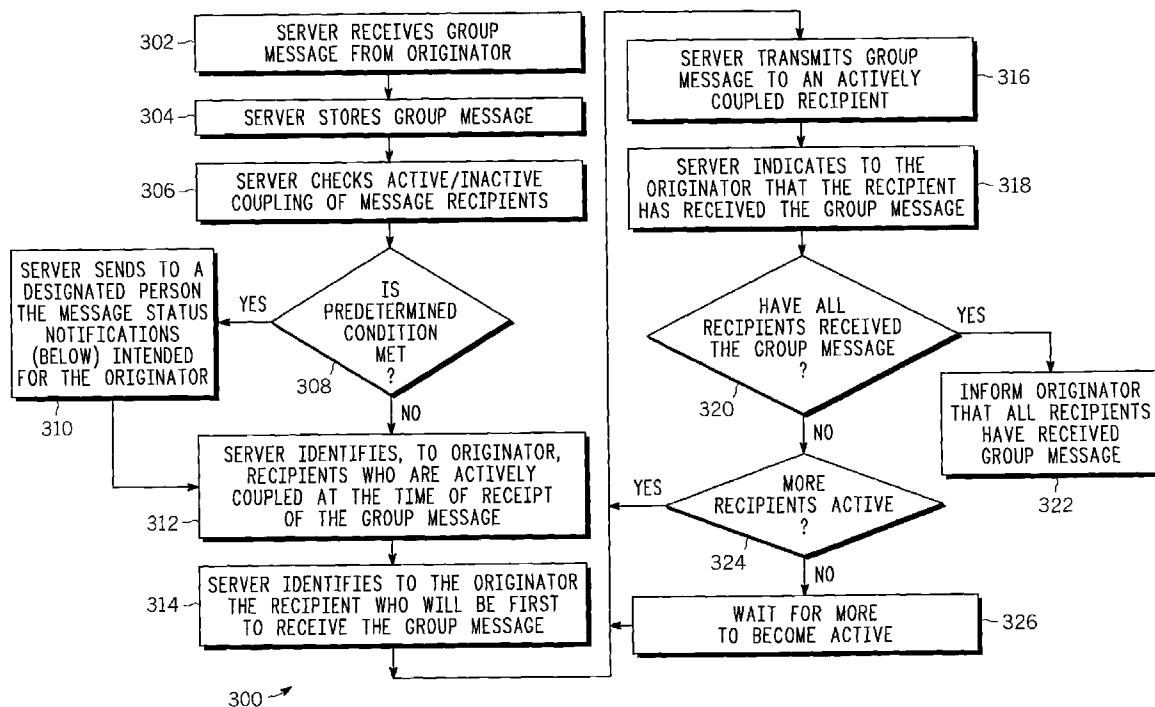 302
SERVER RECEIVES GROUP
MESSAGE FROM ORIGINATOR
304
SERVER STORES GROUP MESSAGE
306
SERVER CHECKS ACTIVE/INACTIVE
COUPLING OF MESSAGE RECIPIENTS
SERVER SENDS TO A
DESIGNATED PERSON
THE MESSAGE STATUS
NOTIFICATIONS
(BELOW) INTENDED
FOR THE ORIGINATOR
310
YES
IS
PREDETERMINED
CONDITION
MET
?
308
NO
SERVER IDENTIFIES, TO ORIGINATOR,
RECIPIENTS WHO ARE ACTIVELY
COUPLED AT THE TIME OF RECEIPT
OF THE GROUP MESSAGE
312
314
SERVER IDENTIFIES TO THE ORIGINATOR
THE RECIPIENT WHO WILL BE FIRST
TO RECEIVE THE GROUP MESSAGE
300
SERVER TRANSMITS GROUP
MESSAGE TO AN ACTIVELY
COUPLED RECIPIENT
316
SERVER INDICATES TO THE
ORIGINATOR THAT THE RECIPIENT
HAS RECEIVED THE GROUP MESSAGE
318
HAVE ALL
RECIPIENTS RECEIVED
THE GROUP MESSAGE
?
320
YES
INFORM ORIGINATOR
THAT ALL RECIPIENTS
HAVE RECEIVED
GROUP MESSAGE
322
NO
YES
MORE
RECIPIENTS ACTIVE
?
324
NO
WAIT FOR MORE
TO BECOME ACTIVE
326